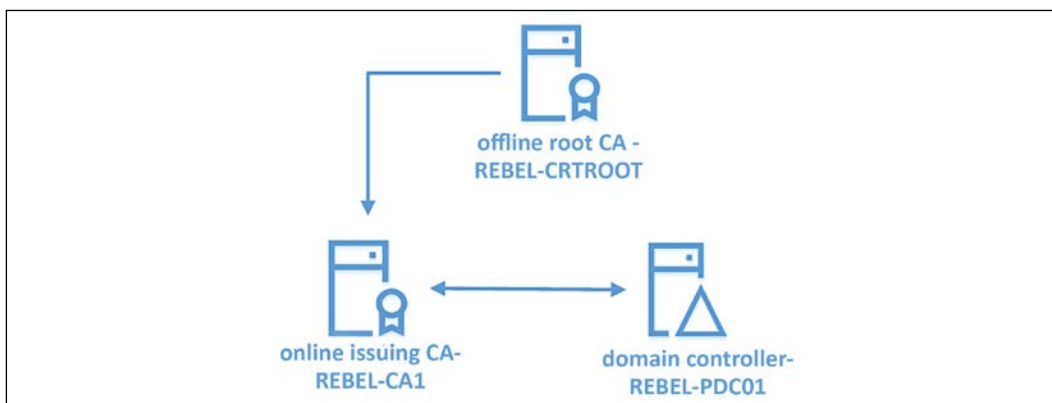 offline root CA -
REBEL-CRTROOT
online issuing CA-
REBEL-CA1
domain controller-
REBEL-PDC01